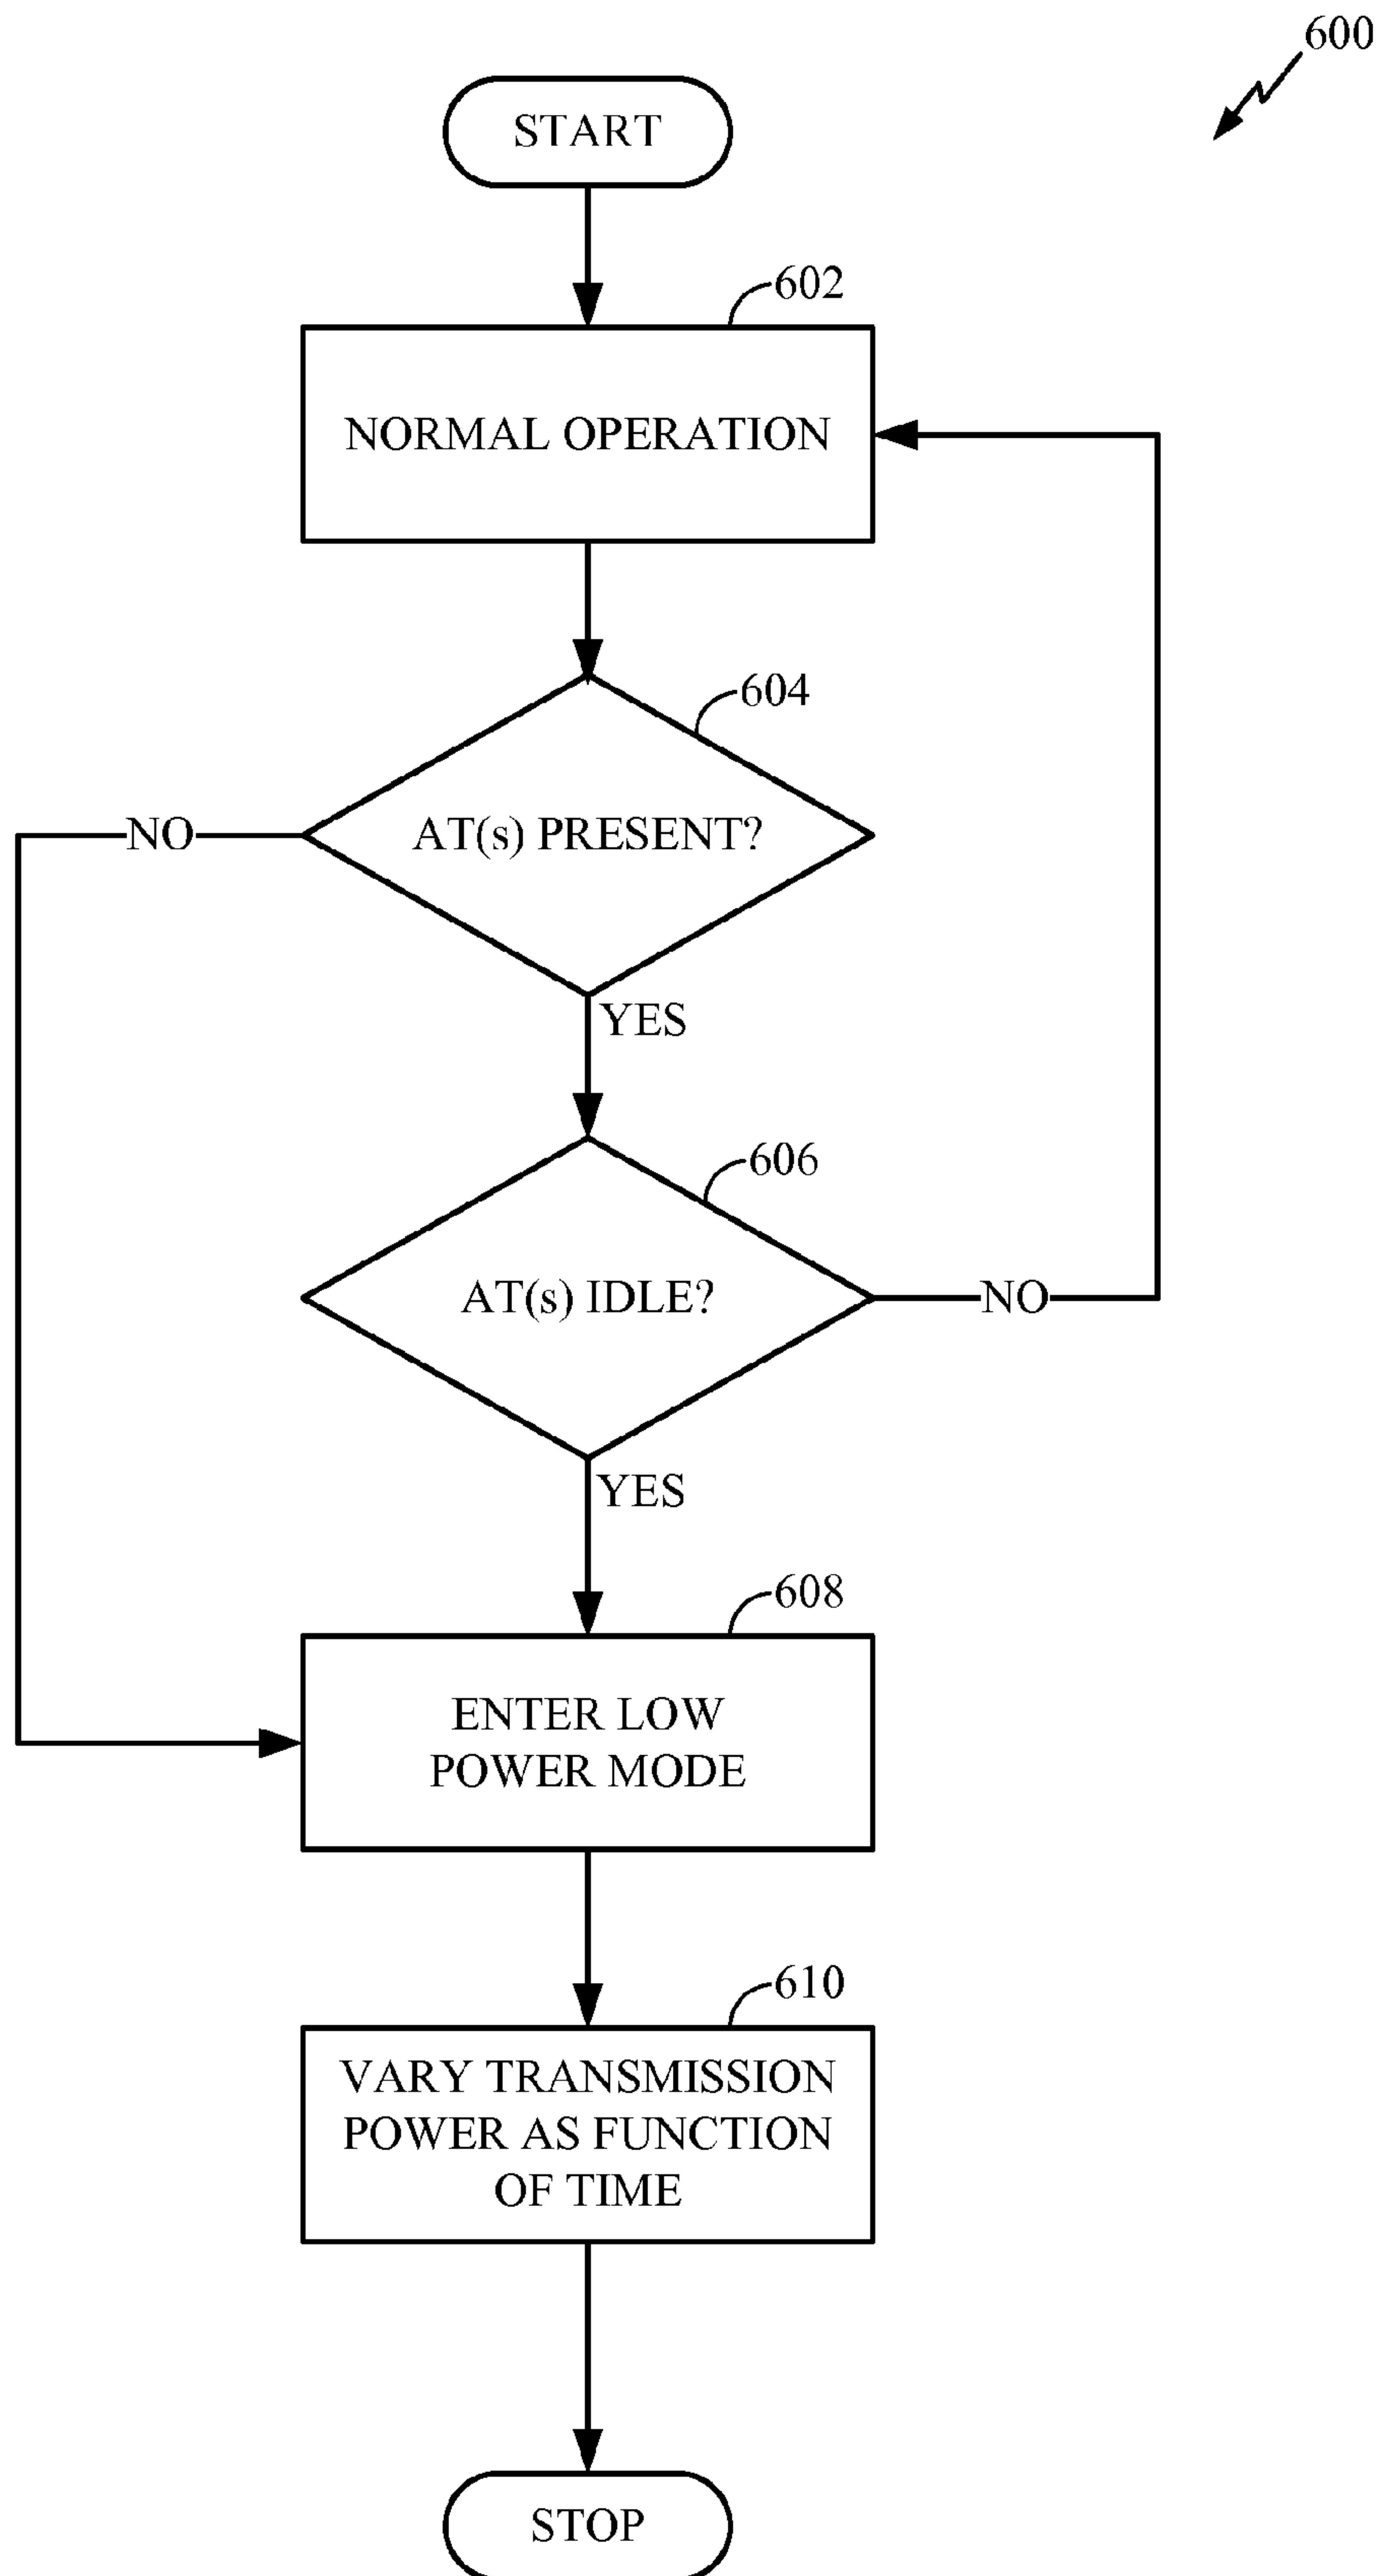 600
START
602
NORMAL OPERATION
604
AT(s) PRESENT?
NO
YES
606
AT(s) IDLE?
NO
YES
608
ENTER LOW
POWER MODE
610
VARY TRANSMISSION
POWER AS FUNCTION
OF TIME
STOP